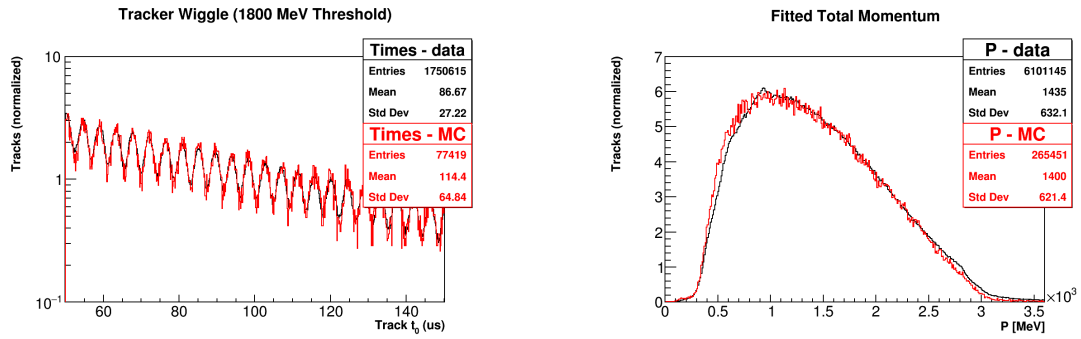 Tracker Wiggle (1800 MeV Threshold)
Tracks (normalized)
10
1
10⁻¹
60 80 100 120 140
Track t₀ (us)
Times - data
Entries 1750615
Mean 86.67
Std Dev 27.22
Times - MC
Entries 77419
Mean 114.4
Std Dev 64.84
Fitted Total Momentum
Tracks (normalized)
7
6
5
4
3
2
1
0
0 0.5 1 1.5 2 2.5 3 3.5
×10³
P [MeV]
P - data
Entries 6101145
Mean 1435
Std Dev 632.1
P - MC
Entries 265451
Mean 1400
Std Dev 621.4